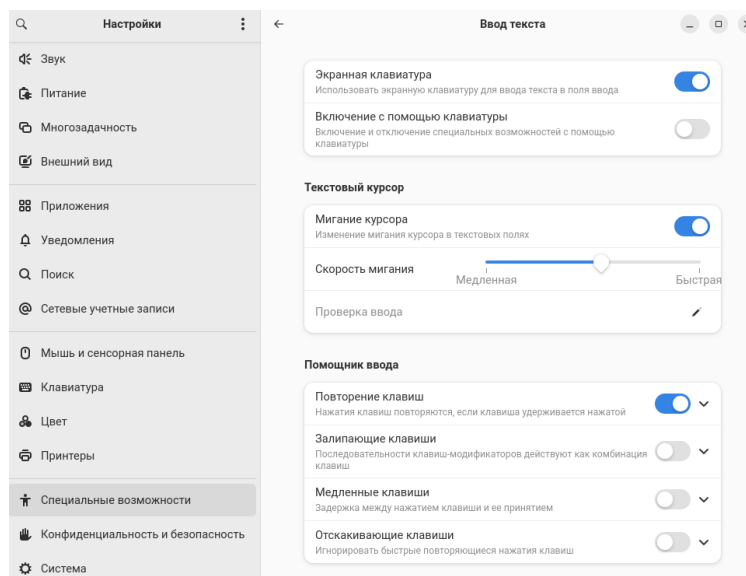 Настройки
Звук
Питание
Многозадачность
Внешний вид
Приложения
Уведомления
Поиск
Сетевые учетные записи
Мышь и сенсорная панель
Клавиатура
Цвет
Принтеры
Специальные возможности
Конфиденциальность и безопасность
Система
Ввод текста
Экранная клавиатура
Использовать экранную клавиатуру для ввода текста в поля ввода
Включение с помощью клавиатуры
Включение и отключение специальных возможностей с помощью
клавиатуры
Текстовый курсор
Мигание курсора
Изменение мигания курсора в текстовых полях
Скорость мигания
Медленная
Быстрая
Проверка ввода
Помощник ввода
Повторение клавиш
Нажатия клавиш повторяются, если клавиша удерживается нажатой
Залипающие клавиши
Последовательности клавиш-модификаторов действуют как комбинация
клавиш
Медленные клавиши
Задержка между нажатием клавиши и ее принятием
Отскакивающие клавиши
Игнорировать быстрые повторяющиеся нажатия клавиш